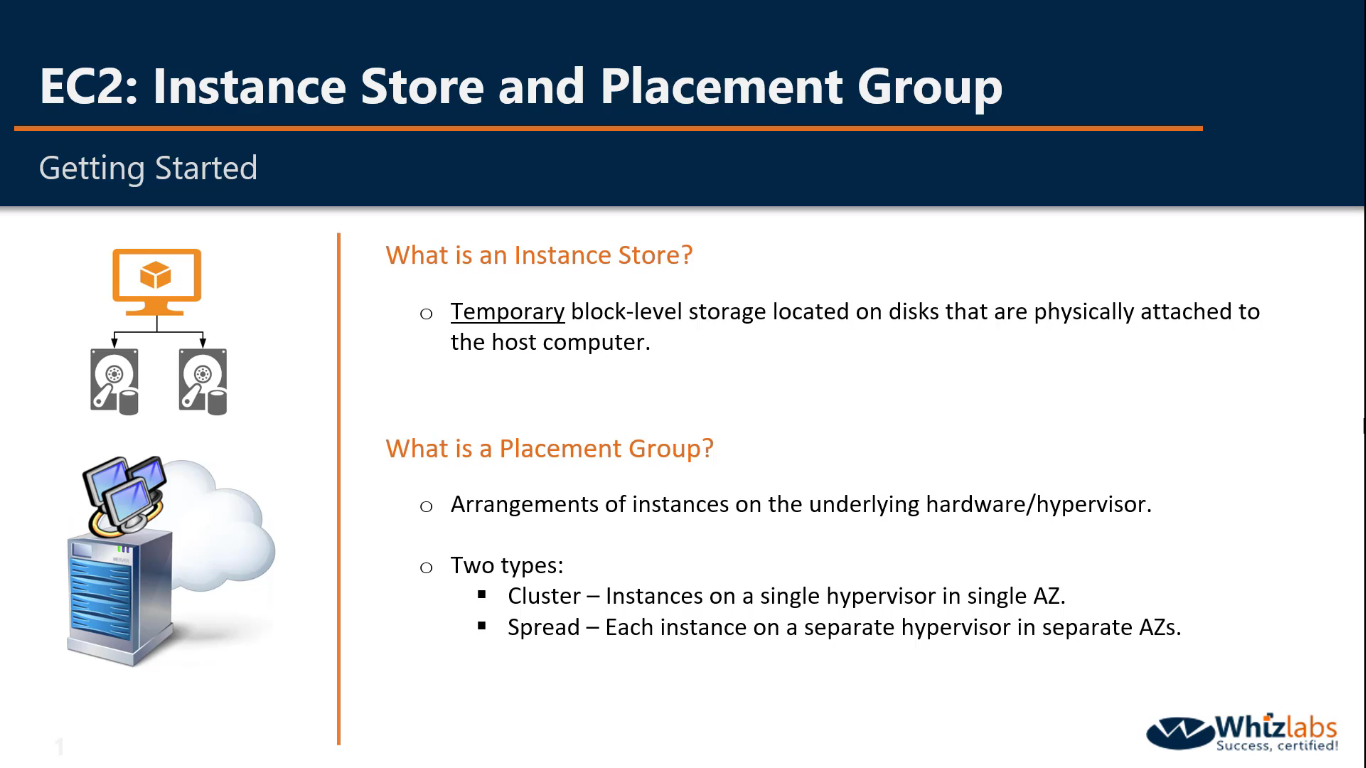 EC2: Instance Store and Placement Group
Getting Started
What is an Instance Store?
o Temporary block-level storage located on disks that are physically attached to
the host computer.
What is a Placement Group?
o Arrangements of instances on the underlying hardware/hypervisor.
o Two types:
▪ Cluster – Instances on a single hypervisor in single AZ.
▪ Spread – Each instance on a separate hypervisor in separate AZs.
1
Whizlabs
Success, certified!